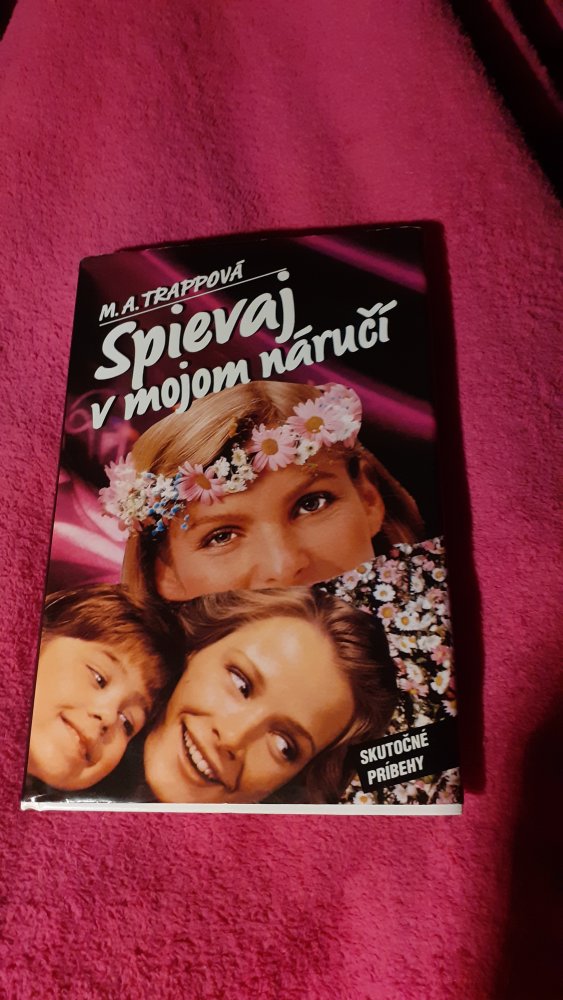 M. A. TRAPPOVÁ
Spievaj
v mojom náručí
SKUTOČNÉ
PRÍBEHY